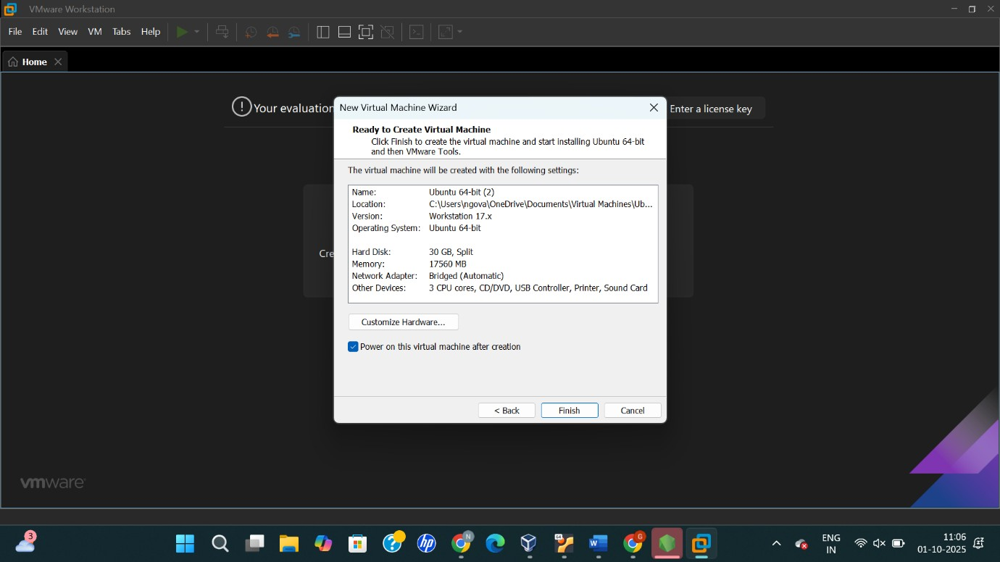 VMware Workstation
File Edit View VM Tabs Help
Home
Your evaluation
Enter a license key
New Virtual Machine Wizard
Ready to Create Virtual Machine
Click Finish to create the virtual machine and start installing Ubuntu 64-bit
and then VMware Tools.
The virtual machine will be created with the following settings:
Name: Ubuntu 64-bit (2)
Location: C:\Users\ngova\OneDrive\Documents\Virtual Machines\Ub...
Version: Workstation 17.x
Operating System: Ubuntu 64-bit
Hard Disk: 30 GB, Split
Cre
Memory: 17560 MB
Network Adapter: Bridged (Automatic)
Other Devices: 3 CPU cores, CD/DVD, USB Controller, Printer, Sound Card
Customize Hardware...
Power on this virtual machine after creation
< Back Finish Cancel
vmware
3
hp
N
64
W
G
ENG
IN
11:06
01-10-2025